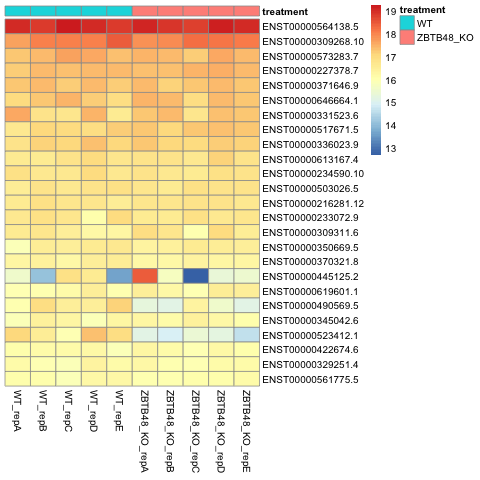 treatment
ENST00000564138.5
ENST00000309268.10
ENST00000573283.7
ENST00000227378.7
ENST00000371646.9
ENST00000646664.1
ENST00000331523.6
ENST00000517671.5
ENST00000336023.9
ENST00000613167.4
ENST00000234590.10
ENST00000503026.5
ENST00000216281.12
ENST00000233072.9
ENST00000309311.6
ENST00000350669.5
ENST00000370321.8
ENST00000445125.2
ENST00000619601.1
ENST00000490569.5
ENST00000345042.6
ENST00000523412.1
ENST00000422674.6
ENST00000329251.4
ENST00000561775.5
WT_repA
WT_repB
WT_repC
WT_repD
WT_repE
ZBTB48_KO_repA
ZBTB48_KO_repB
ZBTB48_KO_repC
ZBTB48_KO_repD
ZBTB48_KO_repE
19
18
17
16
15
14
13
treatment
WT
ZBTB48_KO